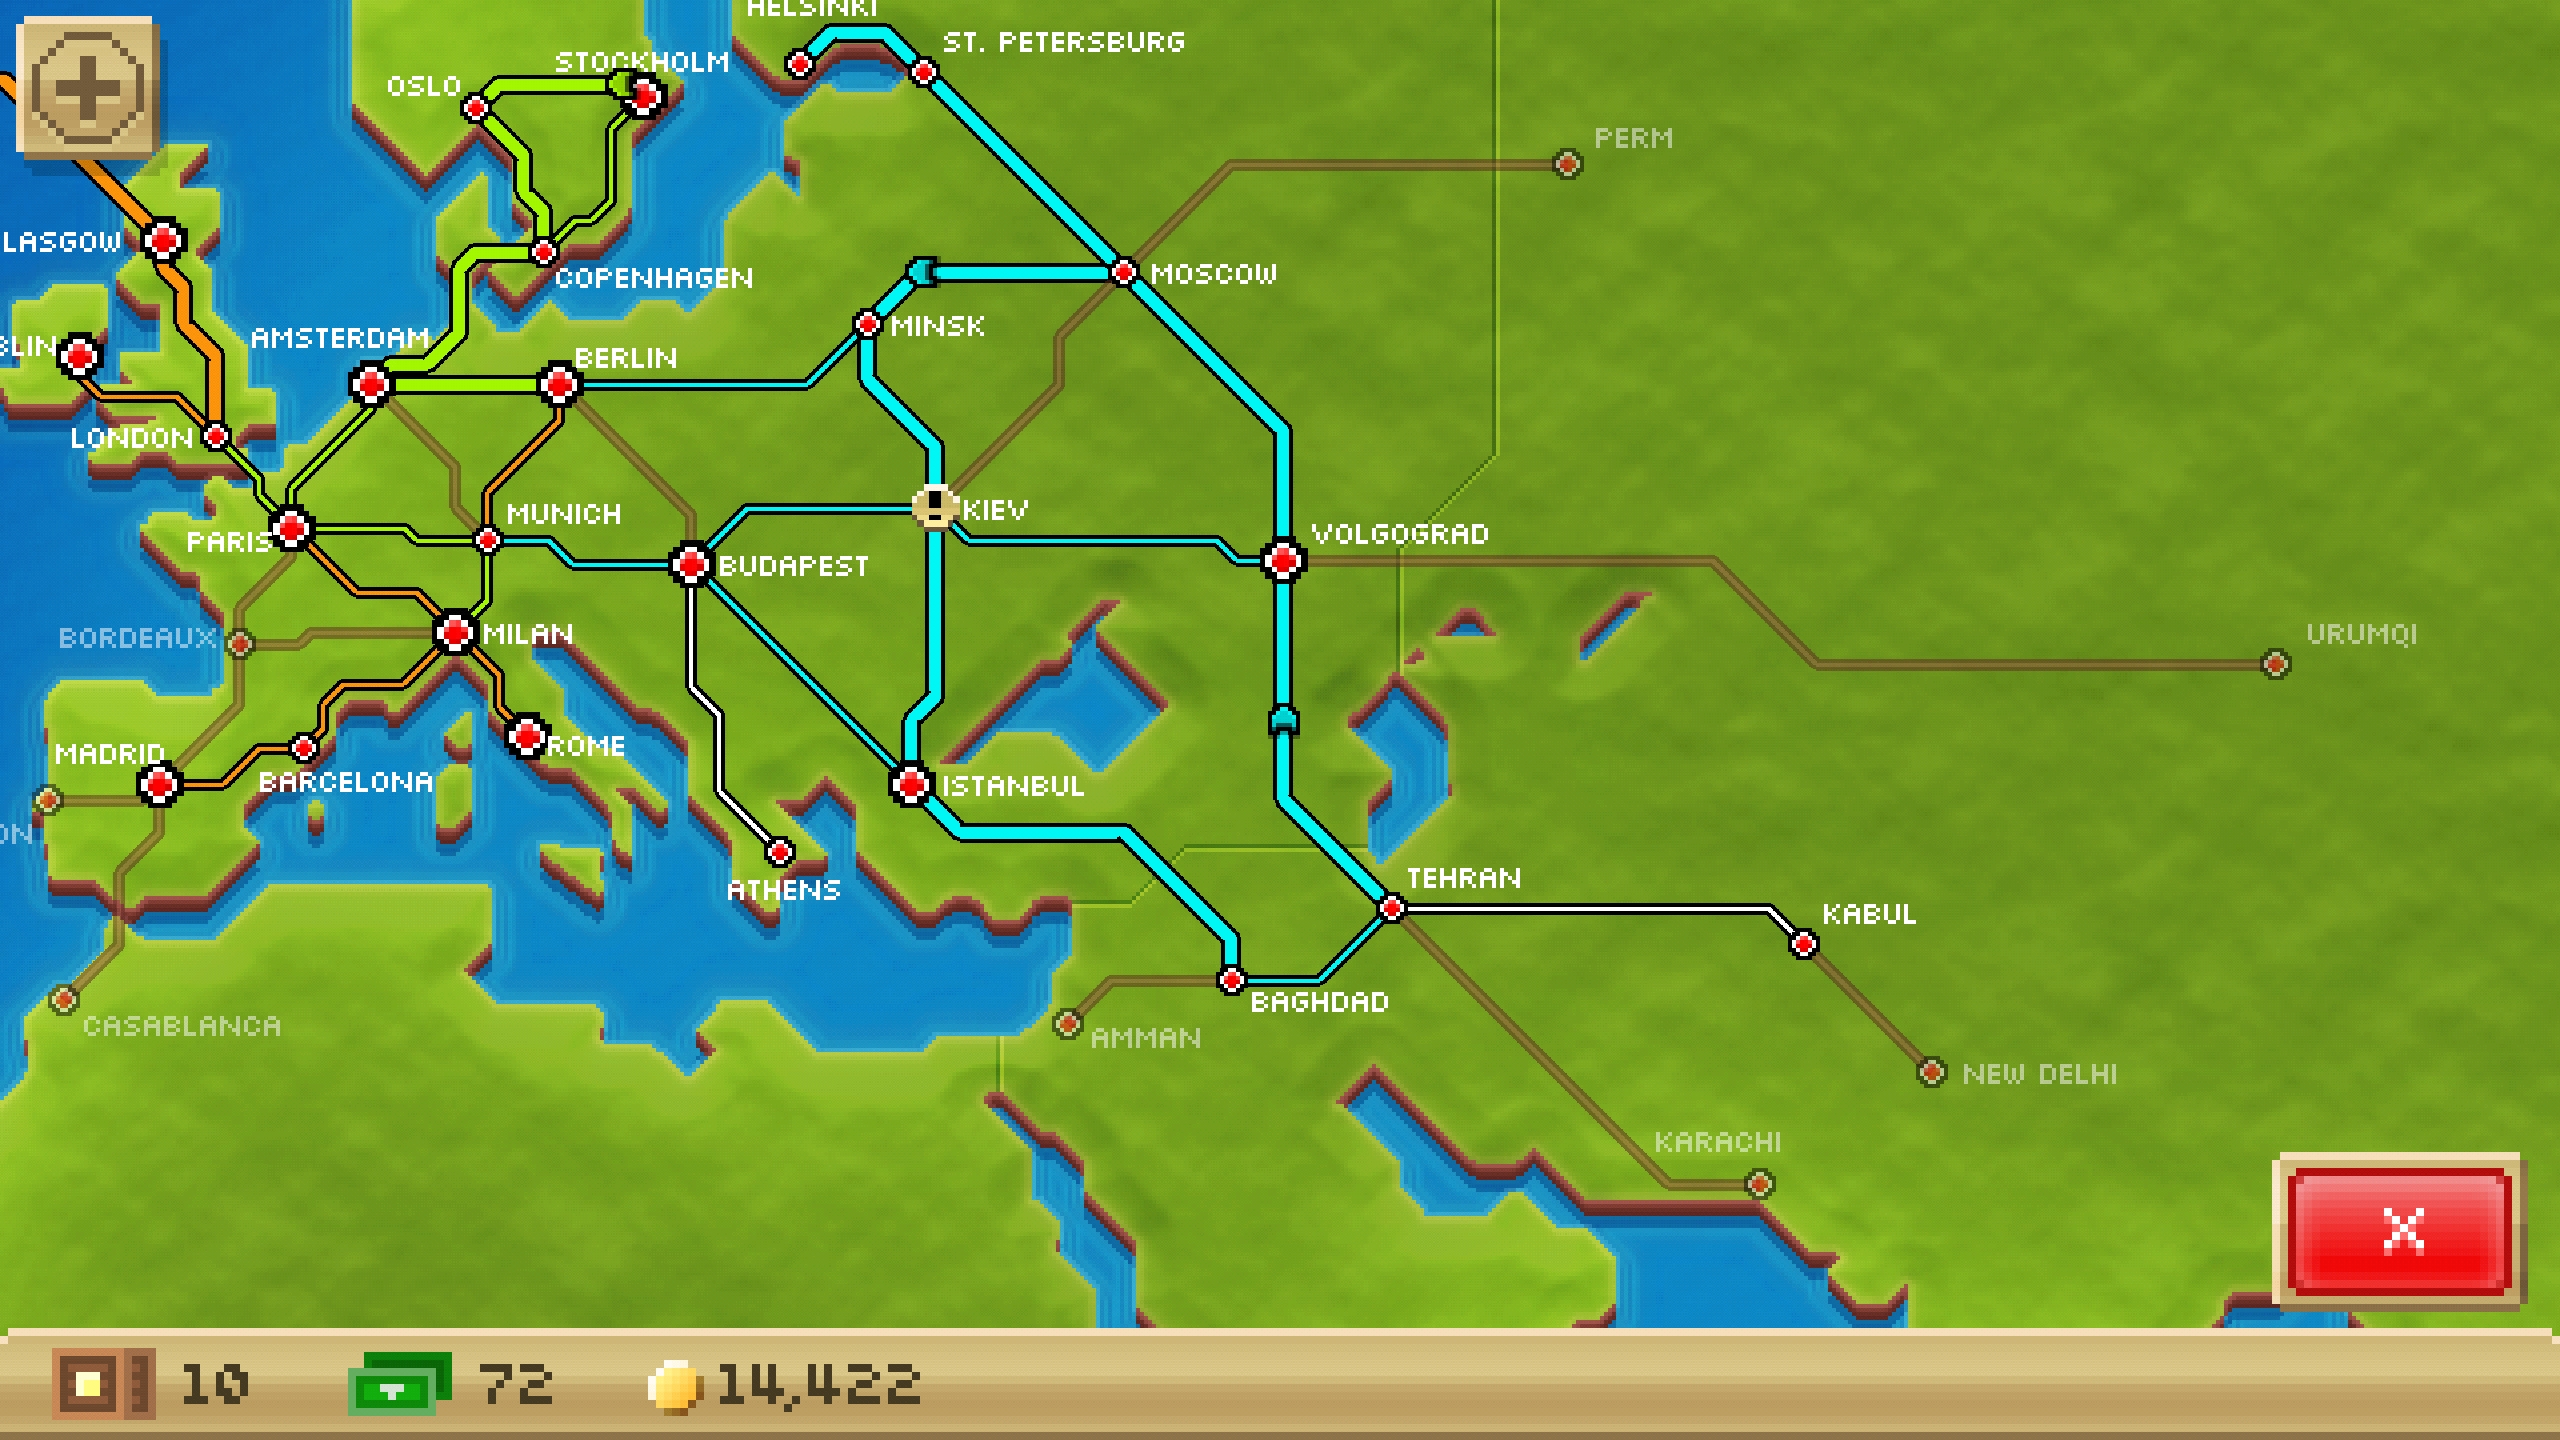 HELSINKI
ST. PETERSBURG
STOCKHOLM
OSLO
PERM
LASGOW
MOSCOW
COPENHAGEN
MINSK
AMSTERDAM
BLIN
BERLIN
LONDON
MUNICH
KIEV
VOLGOGRAD
PARIS
BUDAPEST
BORDEAUX
MILAN
URUMQI
MADRID
ROME
BARCELONA
ISTANBUL
ON
TEHRAN
ATHENS
KABUL
BAGHDAD
CASABLANCA
AMMAN
NEW DELHI
KARACHI
X
10
72
14,422